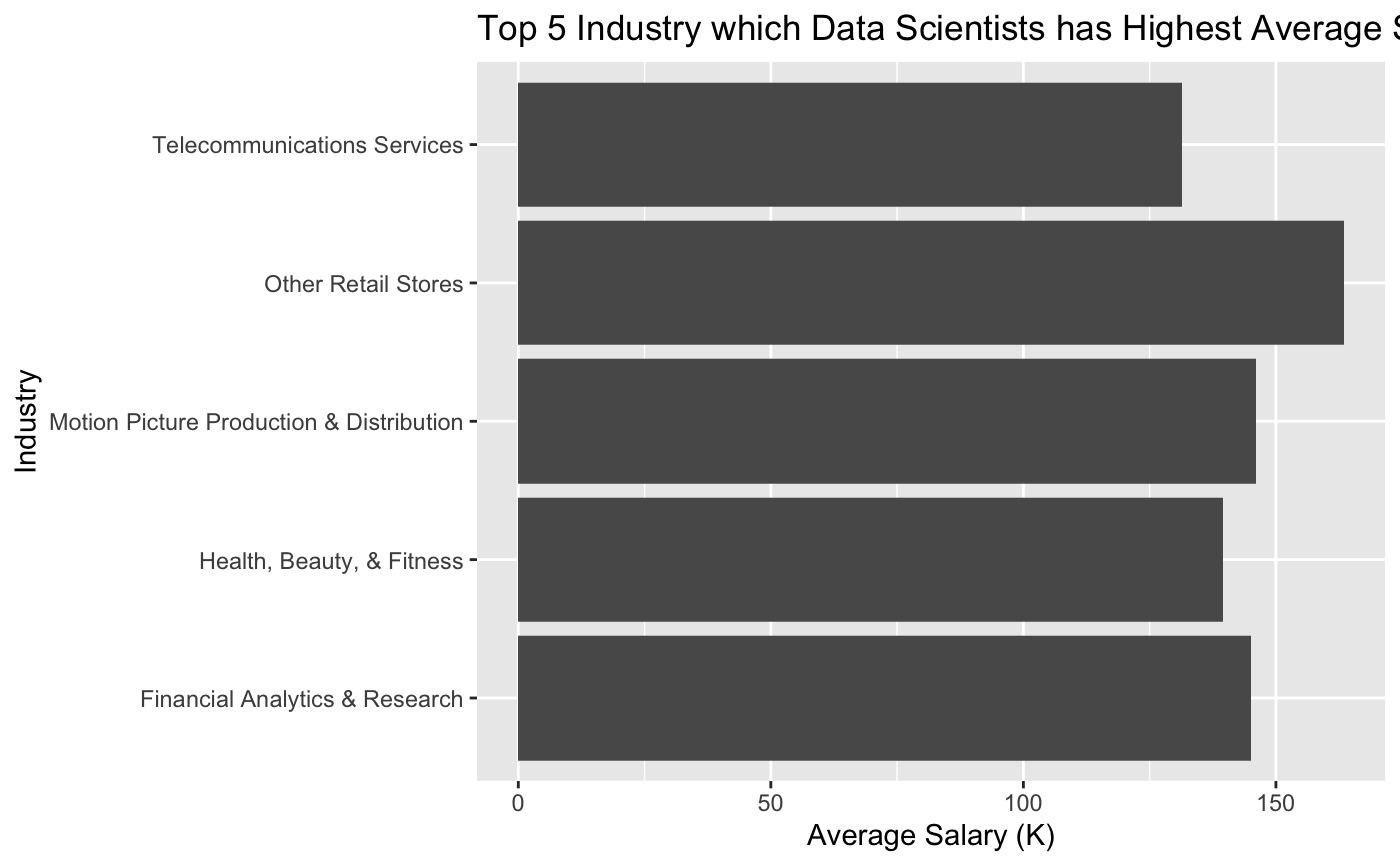 Top 5 Industry which Data Scientists has Highest Average
Telecommunications Services
Other Retail Stores
Motion Picture Production & Distribution
Health, Beauty, & Fitness
Financial Analytics & Research
Industry
0 50 100 150
Average Salary (K)